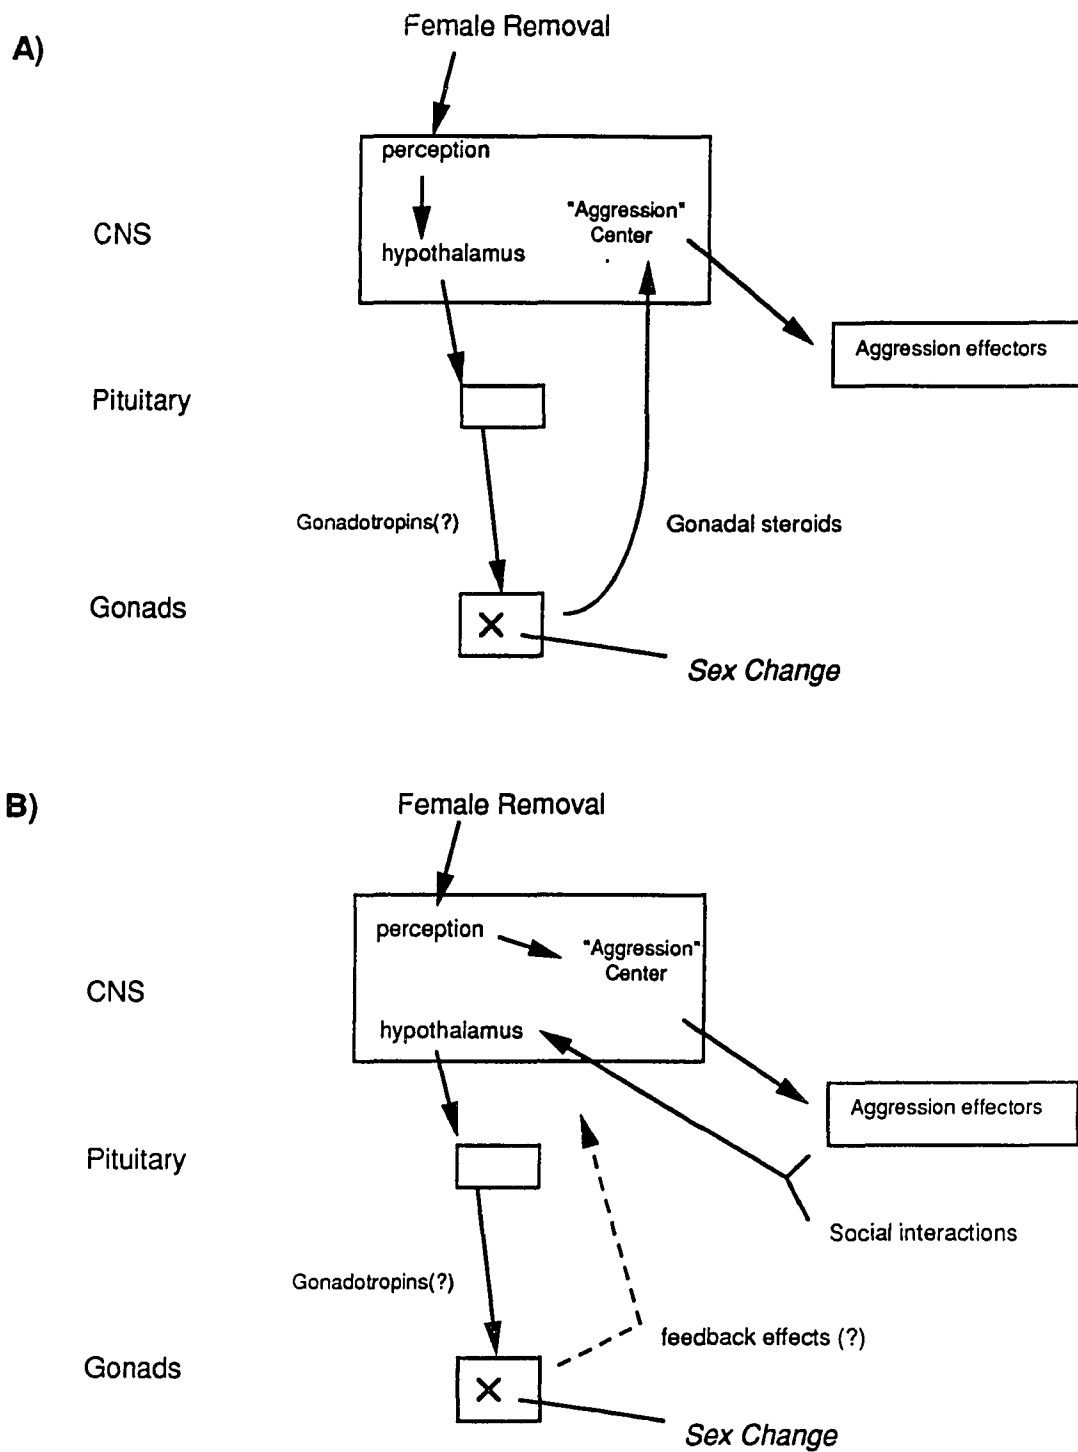 A)
Female Removal
perception
"Aggression"
Center
CNS
hypothalamus
Aggression effectors
Pituitary
Gonadotropins(?)
Gonadal steroids
Gonads
Sex Change
B)
Female Removal
perception
"Aggression"
Center
CNS
hypothalamus
Aggression effectors
Pituitary
Social interactions
Gonadotropins(?)
feedback effects (?)
Gonads
Sex Change